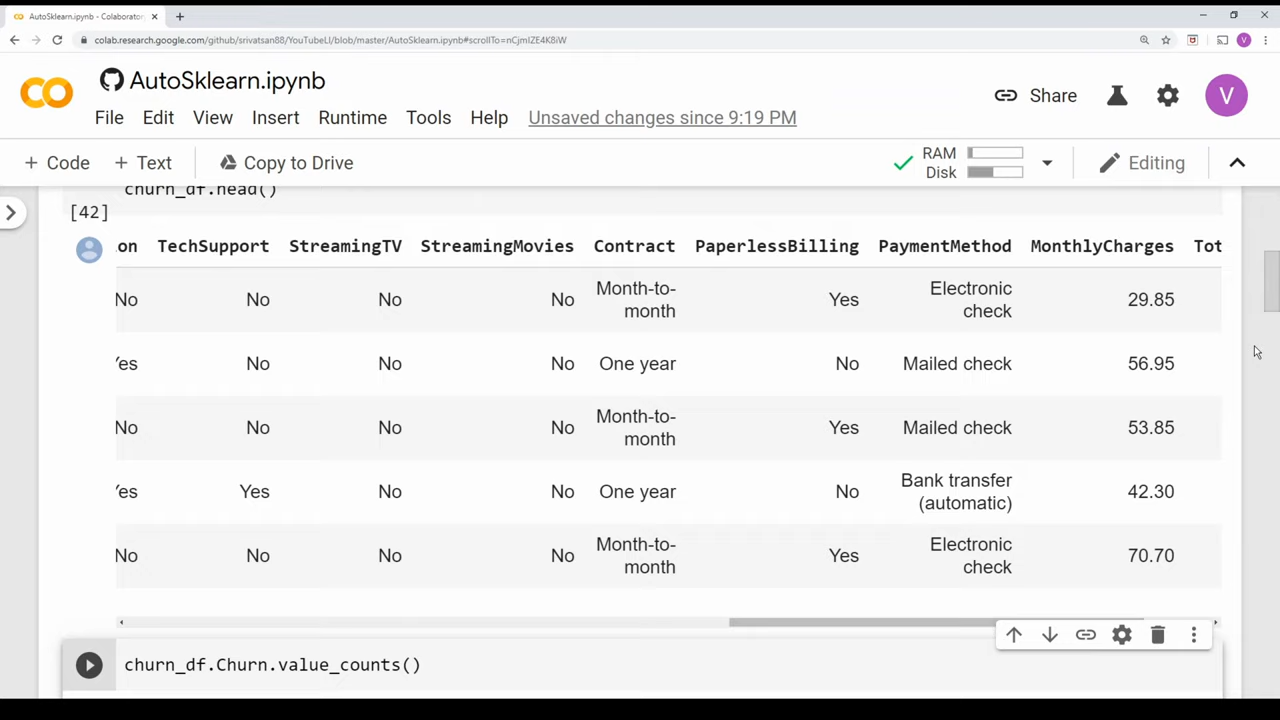 AutoSklearn.ipynb - Colaborator
colab.research.google.com/github/srivatsan88/YouTubeLI/blob/master/AutoSklearn.ipynb#scrollTo=nCjmIZE4K8iW
V
AutoSklearn.ipynb
Share
V
File Edit View Insert Runtime Tools Help Unsaved changes since 9:19 PM
+ Code + Text Copy to Drive
RAM
Disk
Editing
churn_df.head()
[42]
on TechSupport StreamingTV StreamingMovies Contract PaperlessBilling PaymentMethod MonthlyCharges Tot
No No No No Month-to-month Yes Electronic check 29.85
Yes No No No One year No Mailed check 56.95
No No No No Month-to-month Yes Mailed check 53.85
Yes Yes No No One year No Bank transfer (automatic) 42.30
No No No No Month-to-month Yes Electronic check 70.70
churn_df.Churn.value_counts()